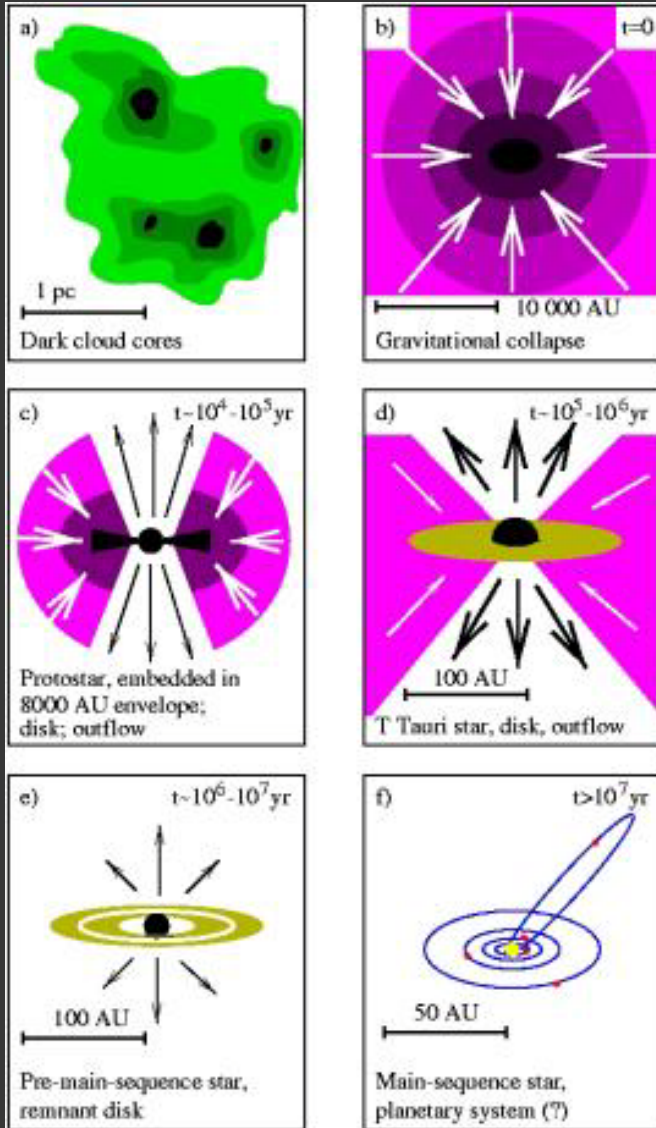 a)
1 pc
Dark cloud cores
b) t=0
10 000 AU
Gravitational collapse
c) t~10⁴-10⁵yr
Protostar, embedded in
8000 AU envelope;
disk; outflow
d) t~10⁵-10⁶yr
100 AU
T Tauri star, disk, outflow
e) t~10⁶-10⁷yr
100 AU
Pre-main-sequence star,
remnant disk
f) t>10⁷yr
50 AU
Main-sequence star,
planetary system (?)